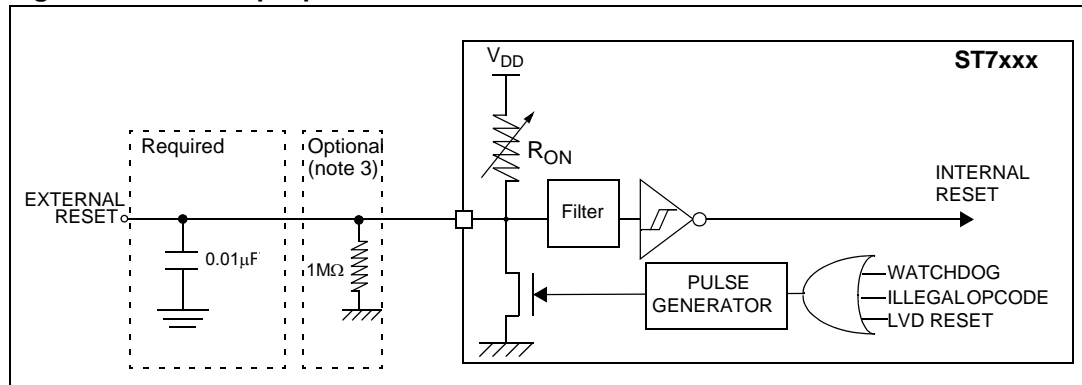 ST7xxx
VDD
RON
Required
Optional
(note 3)
EXTERNAL
RESET
0.01µF
1MΩ
Filter
INTERNAL
RESET
PULSE
GENERATOR
WATCHDOG
ILLEGAL OPCODE
LVD RESET